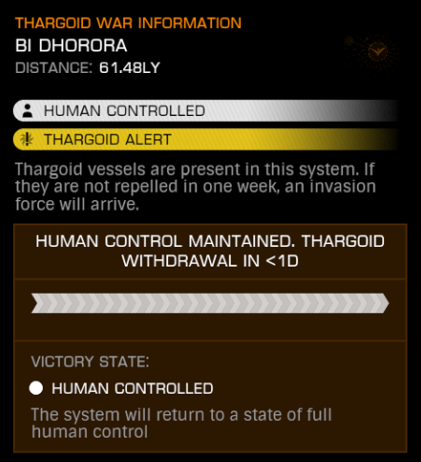 THARGOID WAR INFORMATION
BI DHORORA
DISTANCE: 61.48LY
HUMAN CONTROLLED
THARGOID ALERT
Thargoid vessels are present in this system. If
they are not repelled in one week, an invasion
force will arrive.
HUMAN CONTROL MAINTAINED. THARGOID
WITHDRAWAL IN <1D
VICTORY STATE:
HUMAN CONTROLLED
The system will return to a state of full
human control